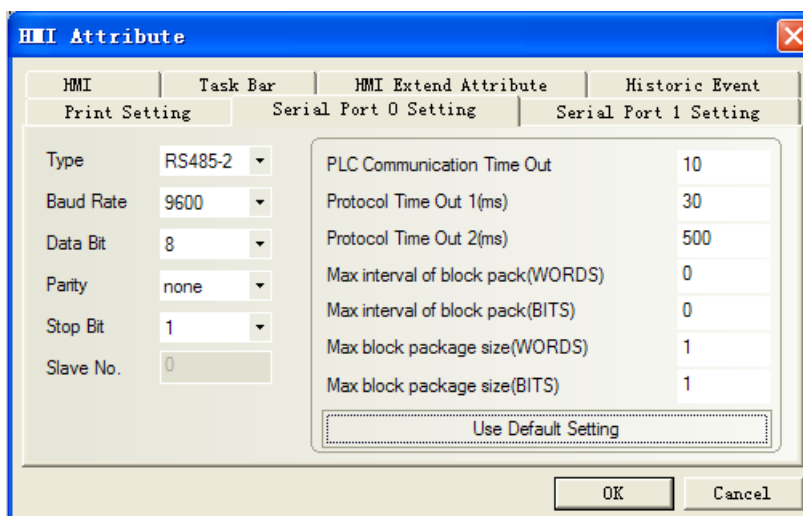 HMI Attribute
HMI
Task Bar
HMI Extend Attribute
Historic Event
Print Setting
Serial Port 0 Setting
Serial Port 1 Setting
Type RS485-2
Baud Rate 9600
Data Bit 8
Parity none
Stop Bit 1
Slave No. 0
PLC Communication Time Out 10
Protocol Time Out 1(ms) 30
Protocol Time Out 2(ms) 500
Max interval of block pack(WORDS) 0
Max interval of block pack(BITS) 0
Max block package size(WORDS) 1
Max block package size(BITS) 1
Use Default Setting
OK
Cancel